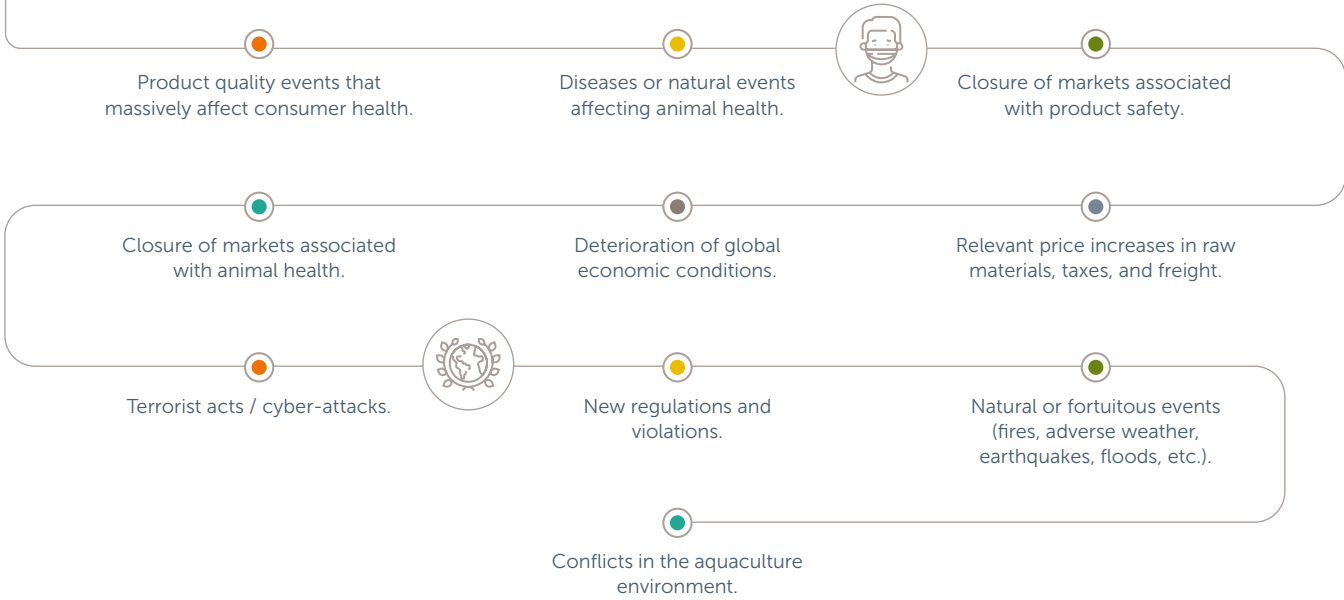 Product quality events that
massively affect consumer health.
Diseases or natural events
affecting animal health.
Closure of markets associated
with product safety.
Closure of markets associated
with animal health.
Deterioration of global
economic conditions.
Relevant price increases in raw
materials, taxes, and freight.
Terrorist acts / cyber-attacks.
New regulations and
violations.
Natural or fortuitous events
(fires, adverse weather,
earthquakes, floods, etc.).
Conflicts in the aquaculture
environment.